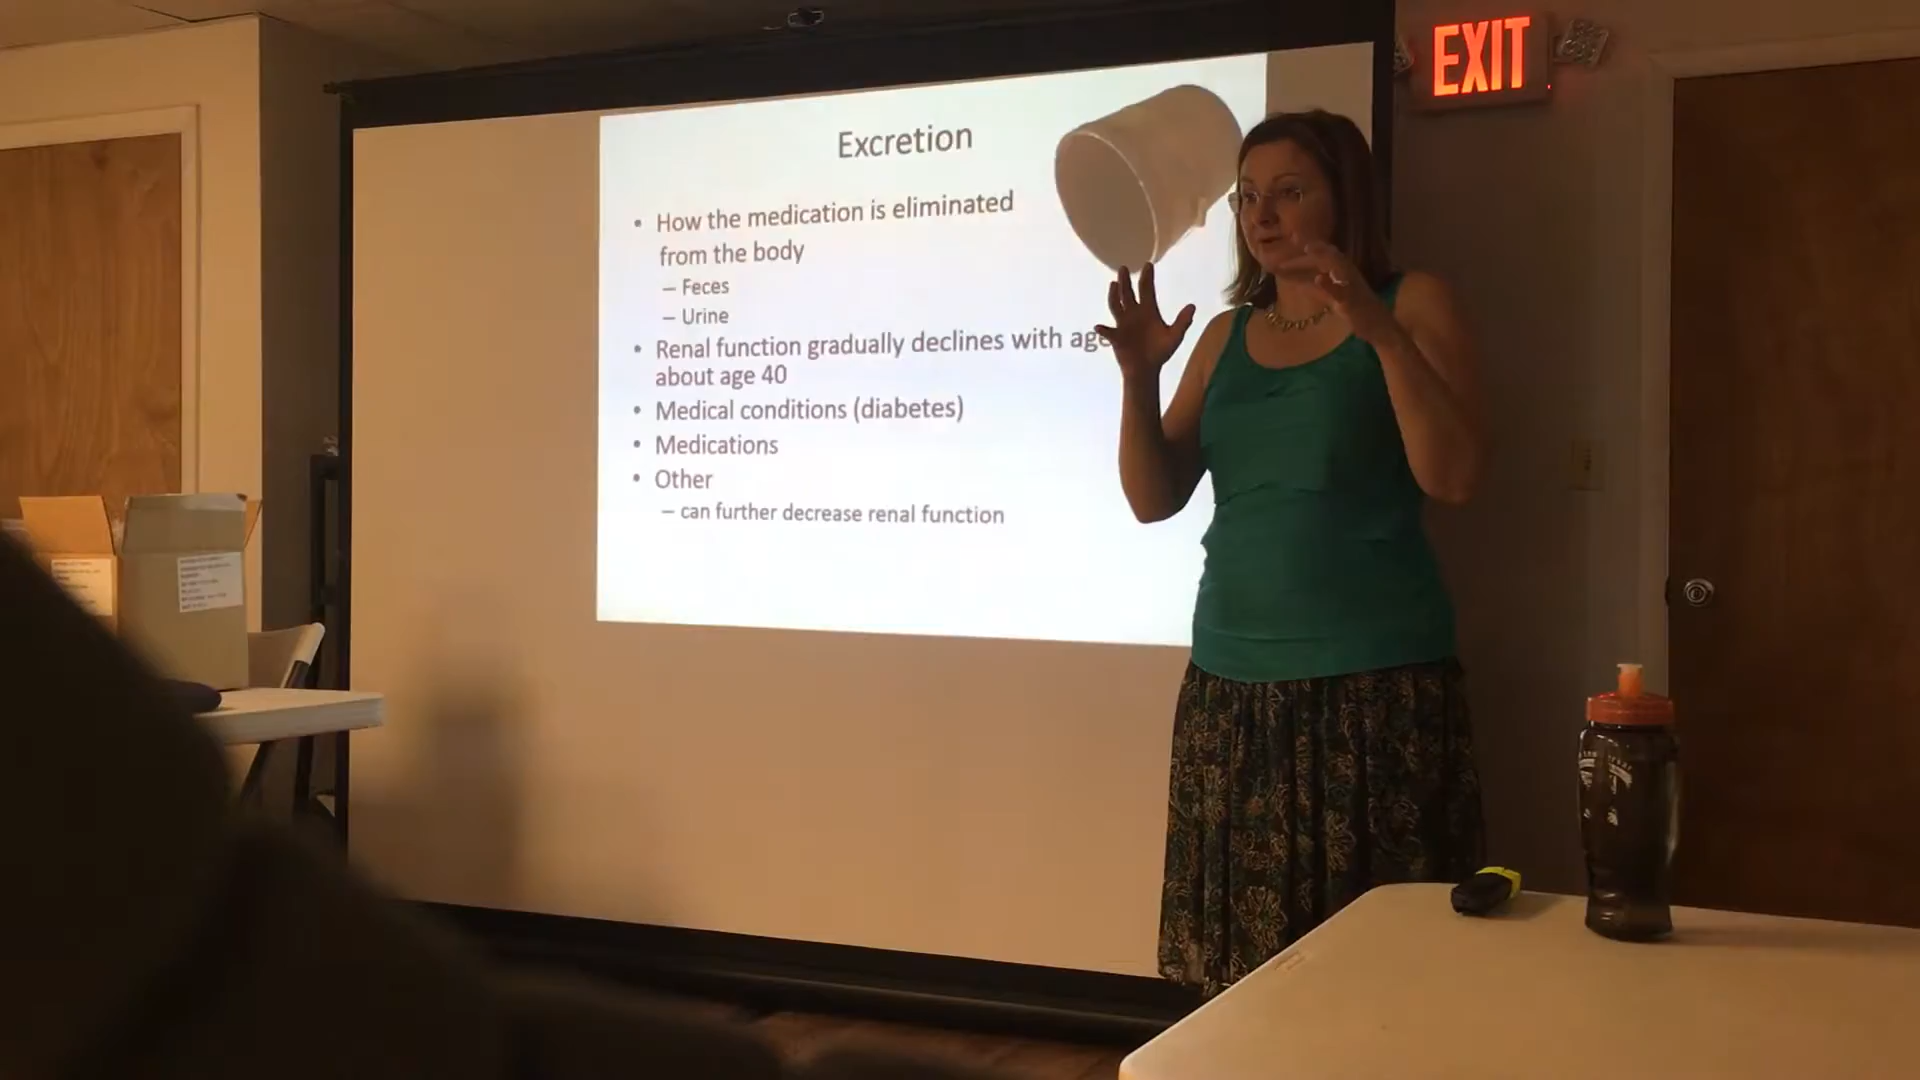 EXIT
Excretion
• How the medication is eliminated
from the body
– Feces
– Urine
• Renal function gradually declines with age
about age 40
• Medical conditions (diabetes)
• Medications
• Other
– can further decrease renal function